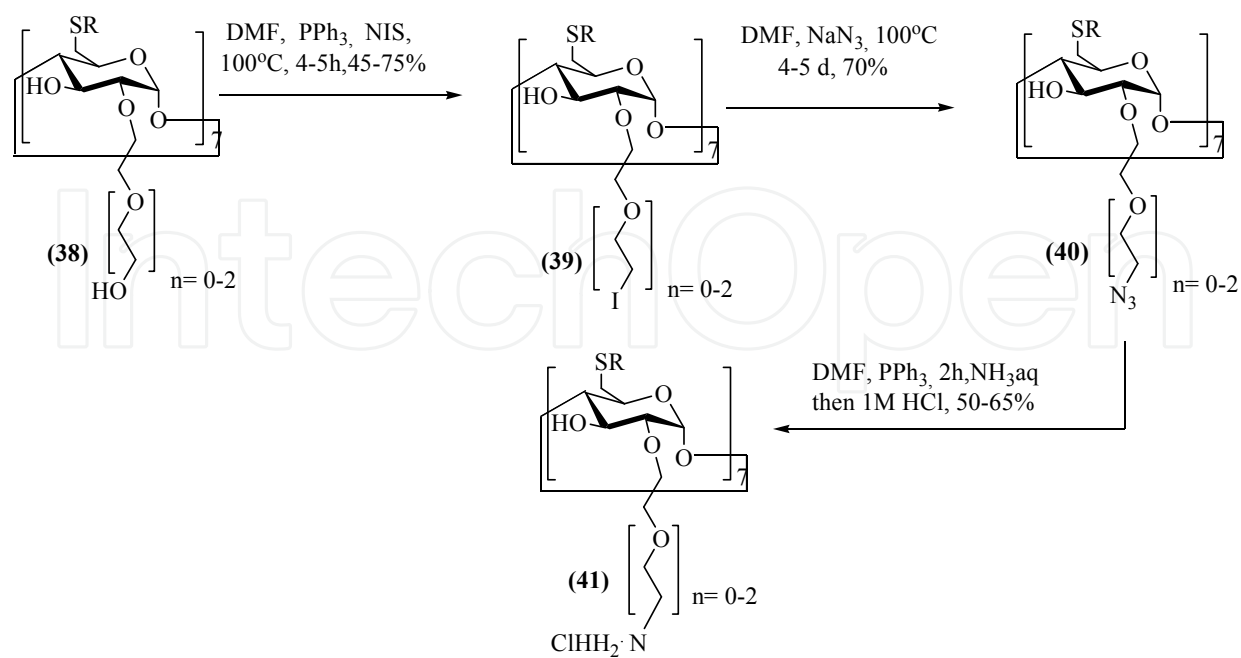 SR
O
HO
O
O
7
O
(38)
HO
n= 0-2
DMF, PPh3, NIS,
100oC, 4-5h,45-75%
SR
O
HO
O
O
7
O
(39)
I
n= 0-2
DMF, NaN3, 100oC
4-5 d, 70%
SR
O
HO
O
O
7
O
(40)
N3
n= 0-2
DMF, PPh3, 2h,NH3aq
then 1M HCl, 50-65%
SR
O
HO
O
O
7
O
(41)
n= 0-2
ClHH2· N
IntechOpen